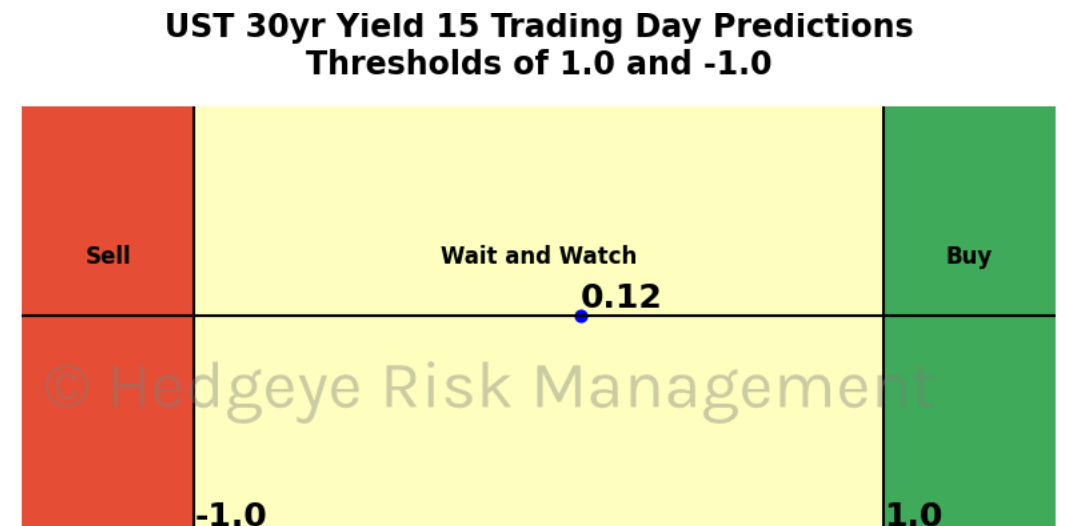 UST 30yr Yield 15 Trading Day Predictions
Thresholds of 1.0 and -1.0
Sell
Wait and Watch
Buy
0.12
© Hedgeye Risk Management
-1.0
1.0